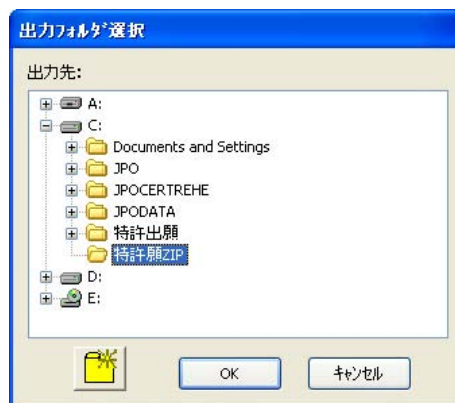 出力ﾌｫﾙﾀﾞ選択
出力先:
A:
C:
Documents and Settings
JPO
JPOCERTREHE
JPODATA
特許出願
特許願ZIP
D:
E:
OK
ｷｬﾝｾﾙ